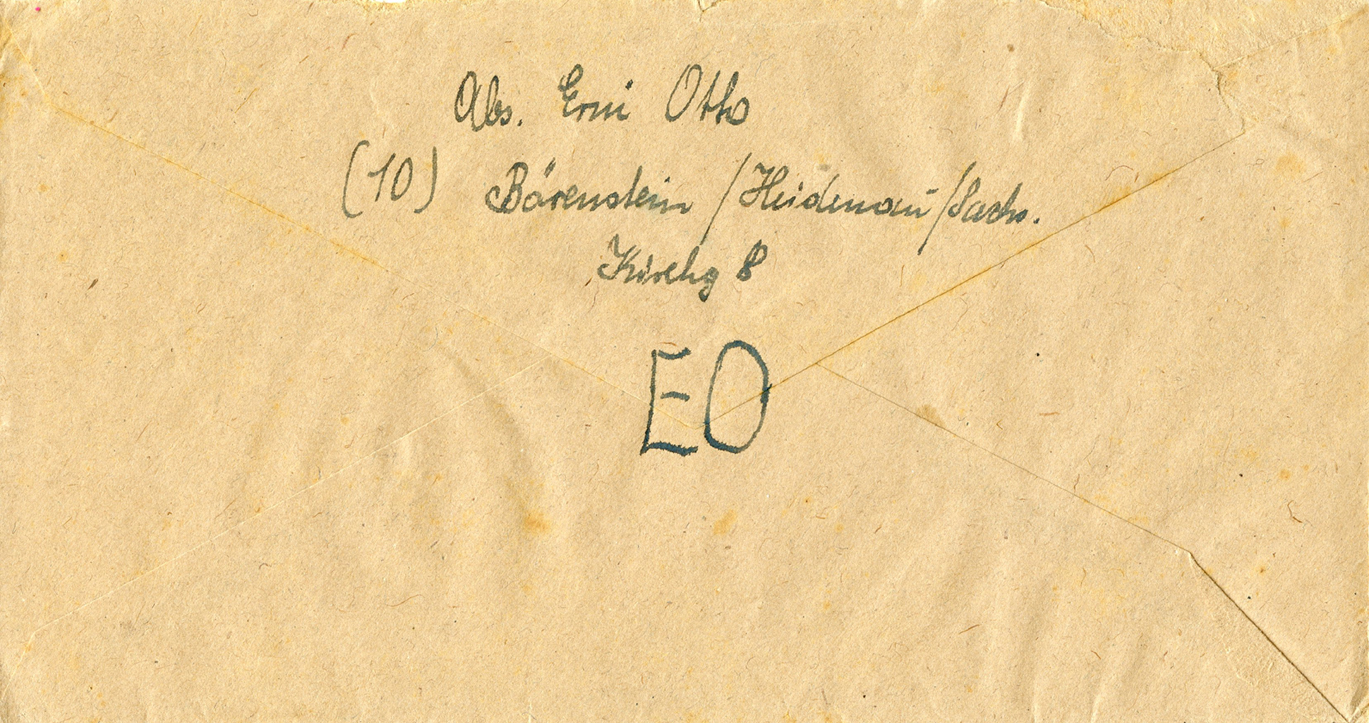 Abs. Erni Otto
(10) Bärenstein / Heidenau / Sachs.
Kirchg 8
EO